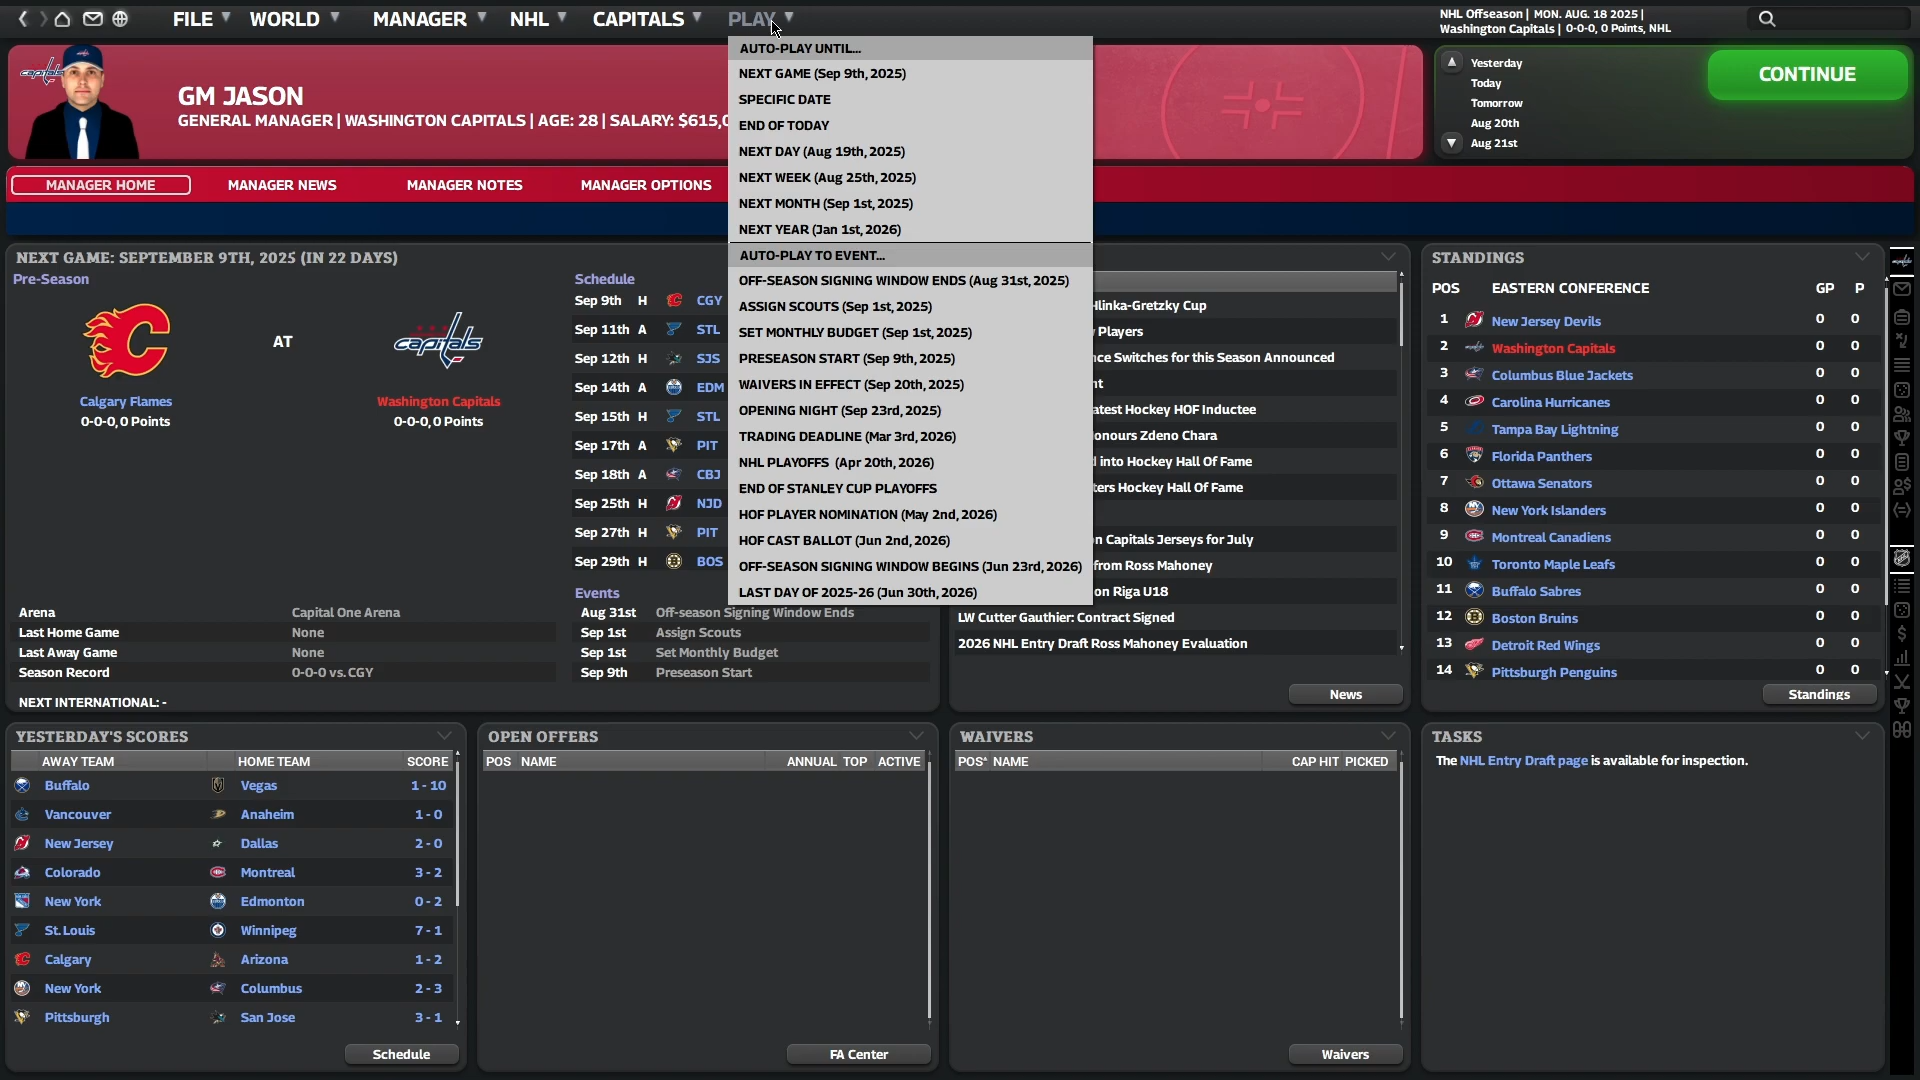 FILE WORLD MANAGER NHL CAPITALS PLAY
NHL Offseason | MON. AUG. 18 2025 |
Washington Capitals | 0-0-0, 0 Points, NHL
GM JASON
GENERAL MANAGER | WASHINGTON CAPITALS | AGE: 28 | SALARY: $615,0
Yesterday
Today
Tomorrow
Aug 20th
Aug 21st
CONTINUE
MANAGER HOME MANAGER NEWS MANAGER NOTES MANAGER OPTIONS
AUTO-PLAY UNTIL...
NEXT GAME (Sep 9th, 2025)
SPECIFIC DATE
END OF TODAY
NEXT DAY (Aug 19th, 2025)
NEXT WEEK (Aug 25th, 2025)
NEXT MONTH (Sep 1st, 2025)
NEXT YEAR (Jan 1st, 2026)
AUTO-PLAY TO EVENT...
OFF-SEASON SIGNING WINDOW ENDS (Aug 31st, 2025)
ASSIGN SCOUTS (Sep 1st, 2025)
SET MONTHLY BUDGET (Sep 1st, 2025)
PRESEASON START (Sep 9th, 2025)
WAIVERS IN EFFECT (Sep 20th, 2025)
OPENING NIGHT (Sep 23rd, 2025)
TRADING DEADLINE (Mar 3rd, 2026)
NHL PLAYOFFS (Apr 20th, 2026)
END OF STANLEY CUP PLAYOFFS
HOF PLAYER NOMINATION (May 2nd, 2026)
HOF CAST BALLOT (Jun 2nd, 2026)
OFF-SEASON SIGNING WINDOW BEGINS (Jun 23rd, 2026)
LAST DAY OF 2025-26 (Jun 30th, 2026)
NEXT GAME: SEPTEMBER 9TH, 2025 (IN 22 DAYS)
Pre-Season
capitals
Calgary Flames AT Washington Capitals
0-0-0, 0 Points 0-0-0, 0 Points
Arena Capital One Arena
Last Home Game None
Last Away Game None
Season Record 0-0-0 vs. CGY
NEXT INTERNATIONAL: -
Schedule
Sep 9th H CGY
Sep 11th A STL
Sep 12th H SJS
Sep 14th A EDM
Sep 15th H STL
Sep 17th A PIT
Sep 18th A CBJ
Sep 25th H NJD
Sep 27th H PIT
Sep 29th H BOS
Events
Aug 31st Off-season Signing Window Ends
Sep 1st Assign Scouts
Sep 1st Set Monthly Budget
Sep 9th Preseason Start
Hlinka-Gretzky Cup
Players
nce Switches for this Season Announced
nt
atest Hockey HOF Inductee
onours Zdeno Chara
into Hockey Hall Of Fame
ters Hockey Hall Of Fame
n Capitals Jerseys for July
from Ross Mahoney
on Riga U18
LW Cutter Gauthier: Contract Signed
2026 NHL Entry Draft Ross Mahoney Evaluation
News
STANDINGS
POS EASTERN CONFERENCE GP P
1 New Jersey Devils 0 0
2 Washington Capitals 0 0
3 Columbus Blue Jackets 0 0
4 Carolina Hurricanes 0 0
5 Tampa Bay Lightning 0 0
6 Florida Panthers 0 0
7 Ottawa Senators 0 0
8 New York Islanders 0 0
9 Montreal Canadiens 0 0
10 Toronto Maple Leafs 0 0
11 Buffalo Sabres 0 0
12 Boston Bruins 0 0
13 Detroit Red Wings 0 0
14 Pittsburgh Penguins 0 0
Standings
YESTERDAY'S SCORES
AWAY TEAM HOME TEAM SCORE
Buffalo Vegas 1 - 10
Vancouver Anaheim 1 - 0
New Jersey Dallas 2 - 0
Colorado Montreal 3 - 2
New York Edmonton 0 - 2
St. Louis Winnipeg 7 - 1
Calgary Arizona 1 - 2
New York Columbus 2 - 3
Pittsburgh San Jose 3 - 1
Schedule
OPEN OFFERS
POS NAME ANNUAL TOP ACTIVE
FA Center
WAIVERS
POS NAME CAP HIT PICKED
Waivers
TASKS
The NHL Entry Draft page is available for inspection.